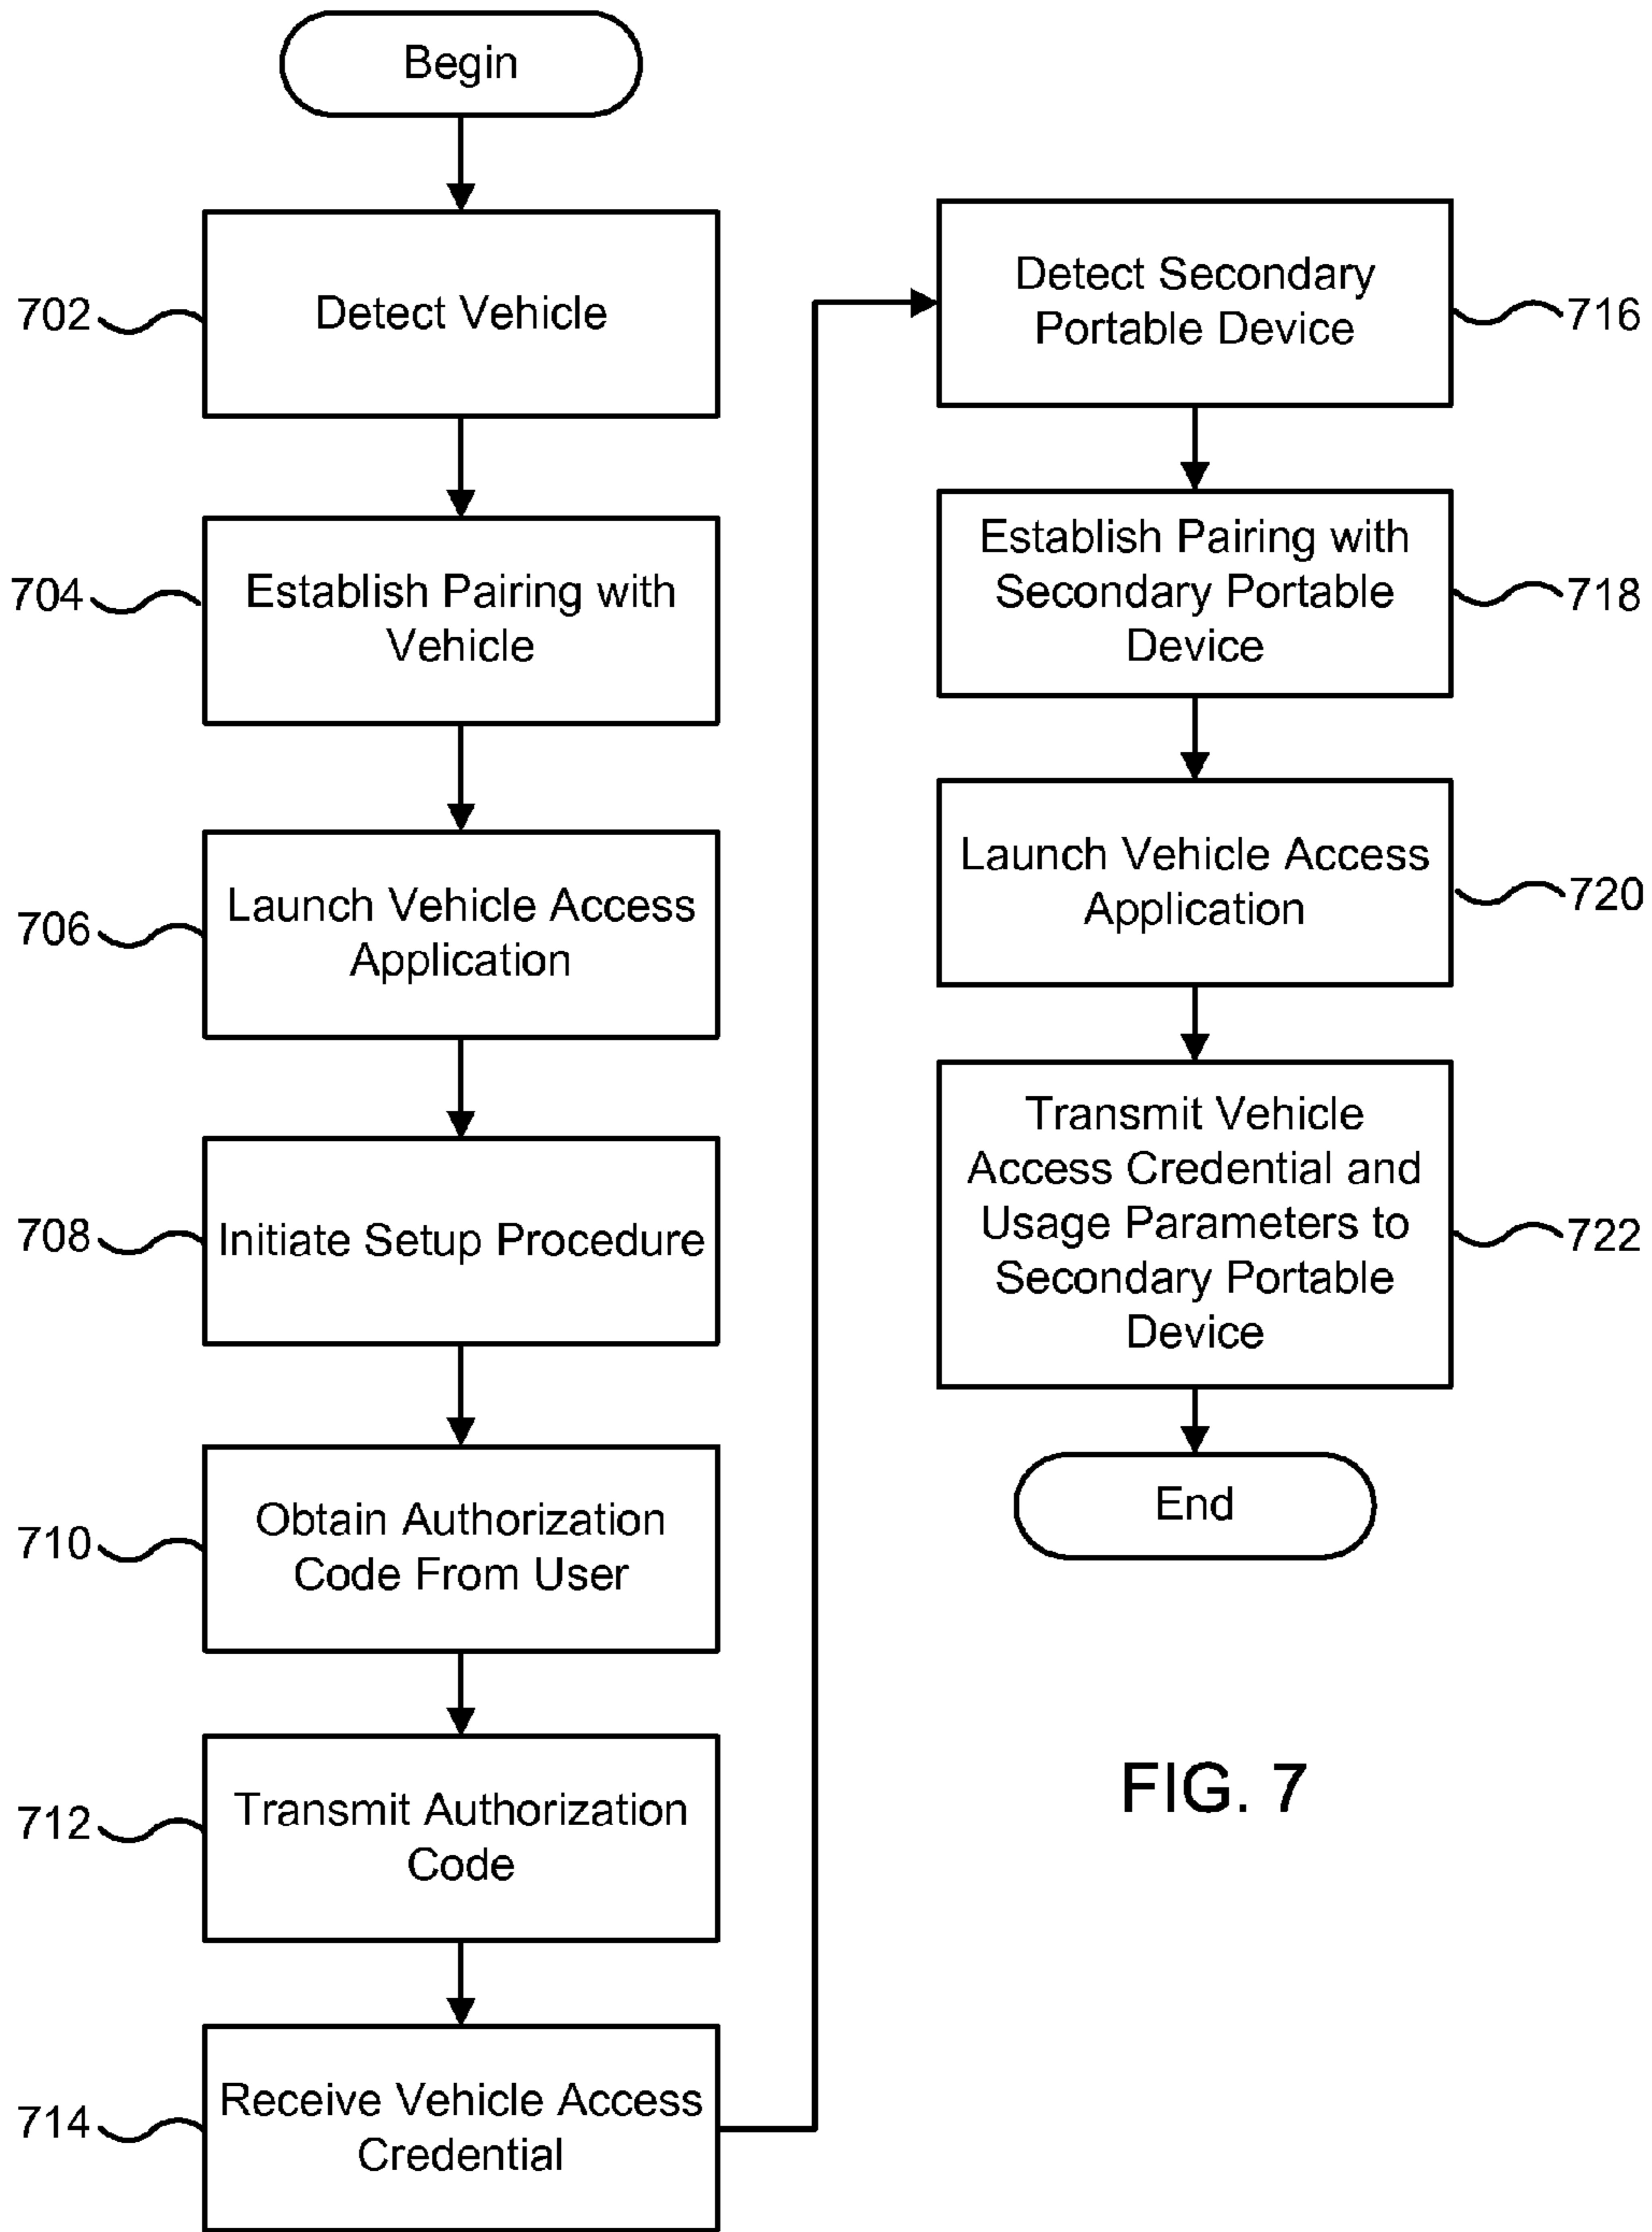 Begin
702
Detect Vehicle
704
Establish Pairing with
Vehicle
706
Launch Vehicle Access
Application
708
Initiate Setup Procedure
710
Obtain Authorization
Code From User
712
Transmit Authorization
Code
714
Receive Vehicle Access
Credential
Detect Secondary
Portable Device
716
Establish Pairing with
Secondary Portable
Device
718
Launch Vehicle Access
Application
720
Transmit Vehicle
Access Credential and
Usage Parameters to
Secondary Portable
Device
722
End
FIG. 7